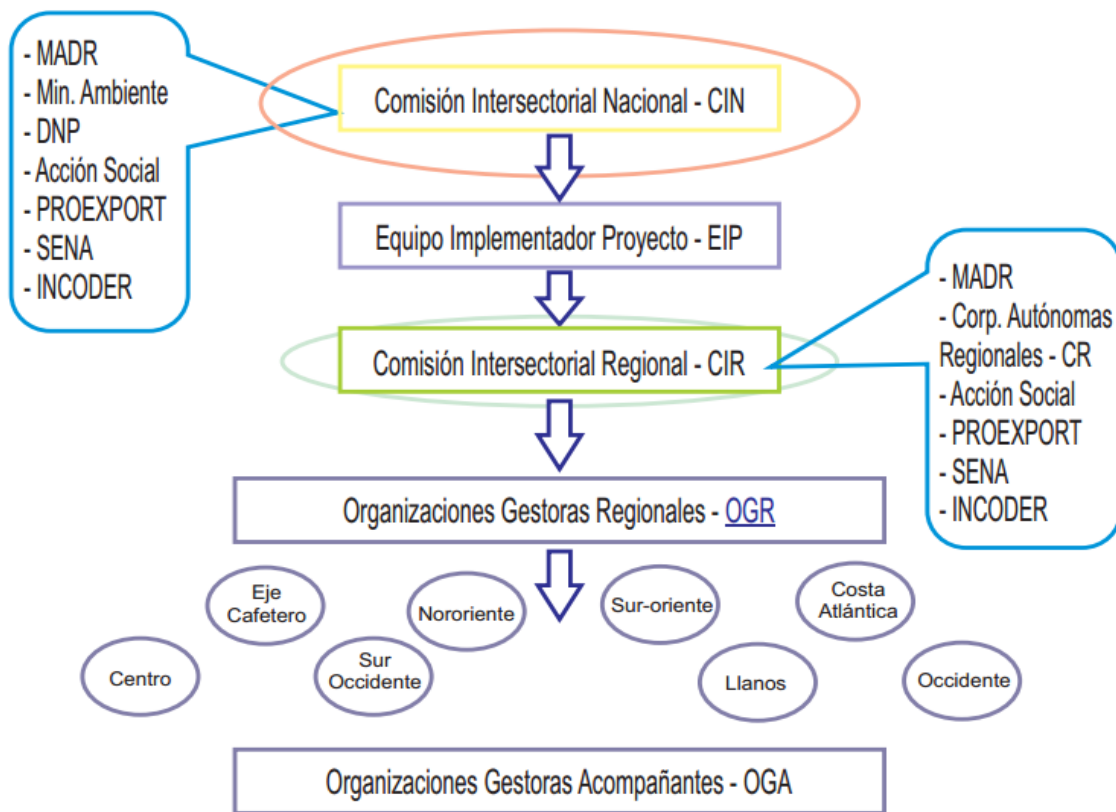 - MADR
- Min. Ambiente
- DNP
- Acción Social
- PROEXPORT
- SENA
- INCODER
Comisión Intersectorial Nacional - CIN
Equipo Implementador Proyecto - EIP
Comisión Intersectorial Regional - CIR
- MADR
- Corp. Autónomas
Regionales - CR
- Acción Social
- PROEXPORT
- SENA
- INCODER
Organizaciones Gestoras Regionales - OGR
Eje
Cafetero
Nororiente
Sur-oriente
Costa
Atlántica
Centro
Sur
Occidente
Llanos
Occidente
Organizaciones Gestoras Acompañantes - OGA